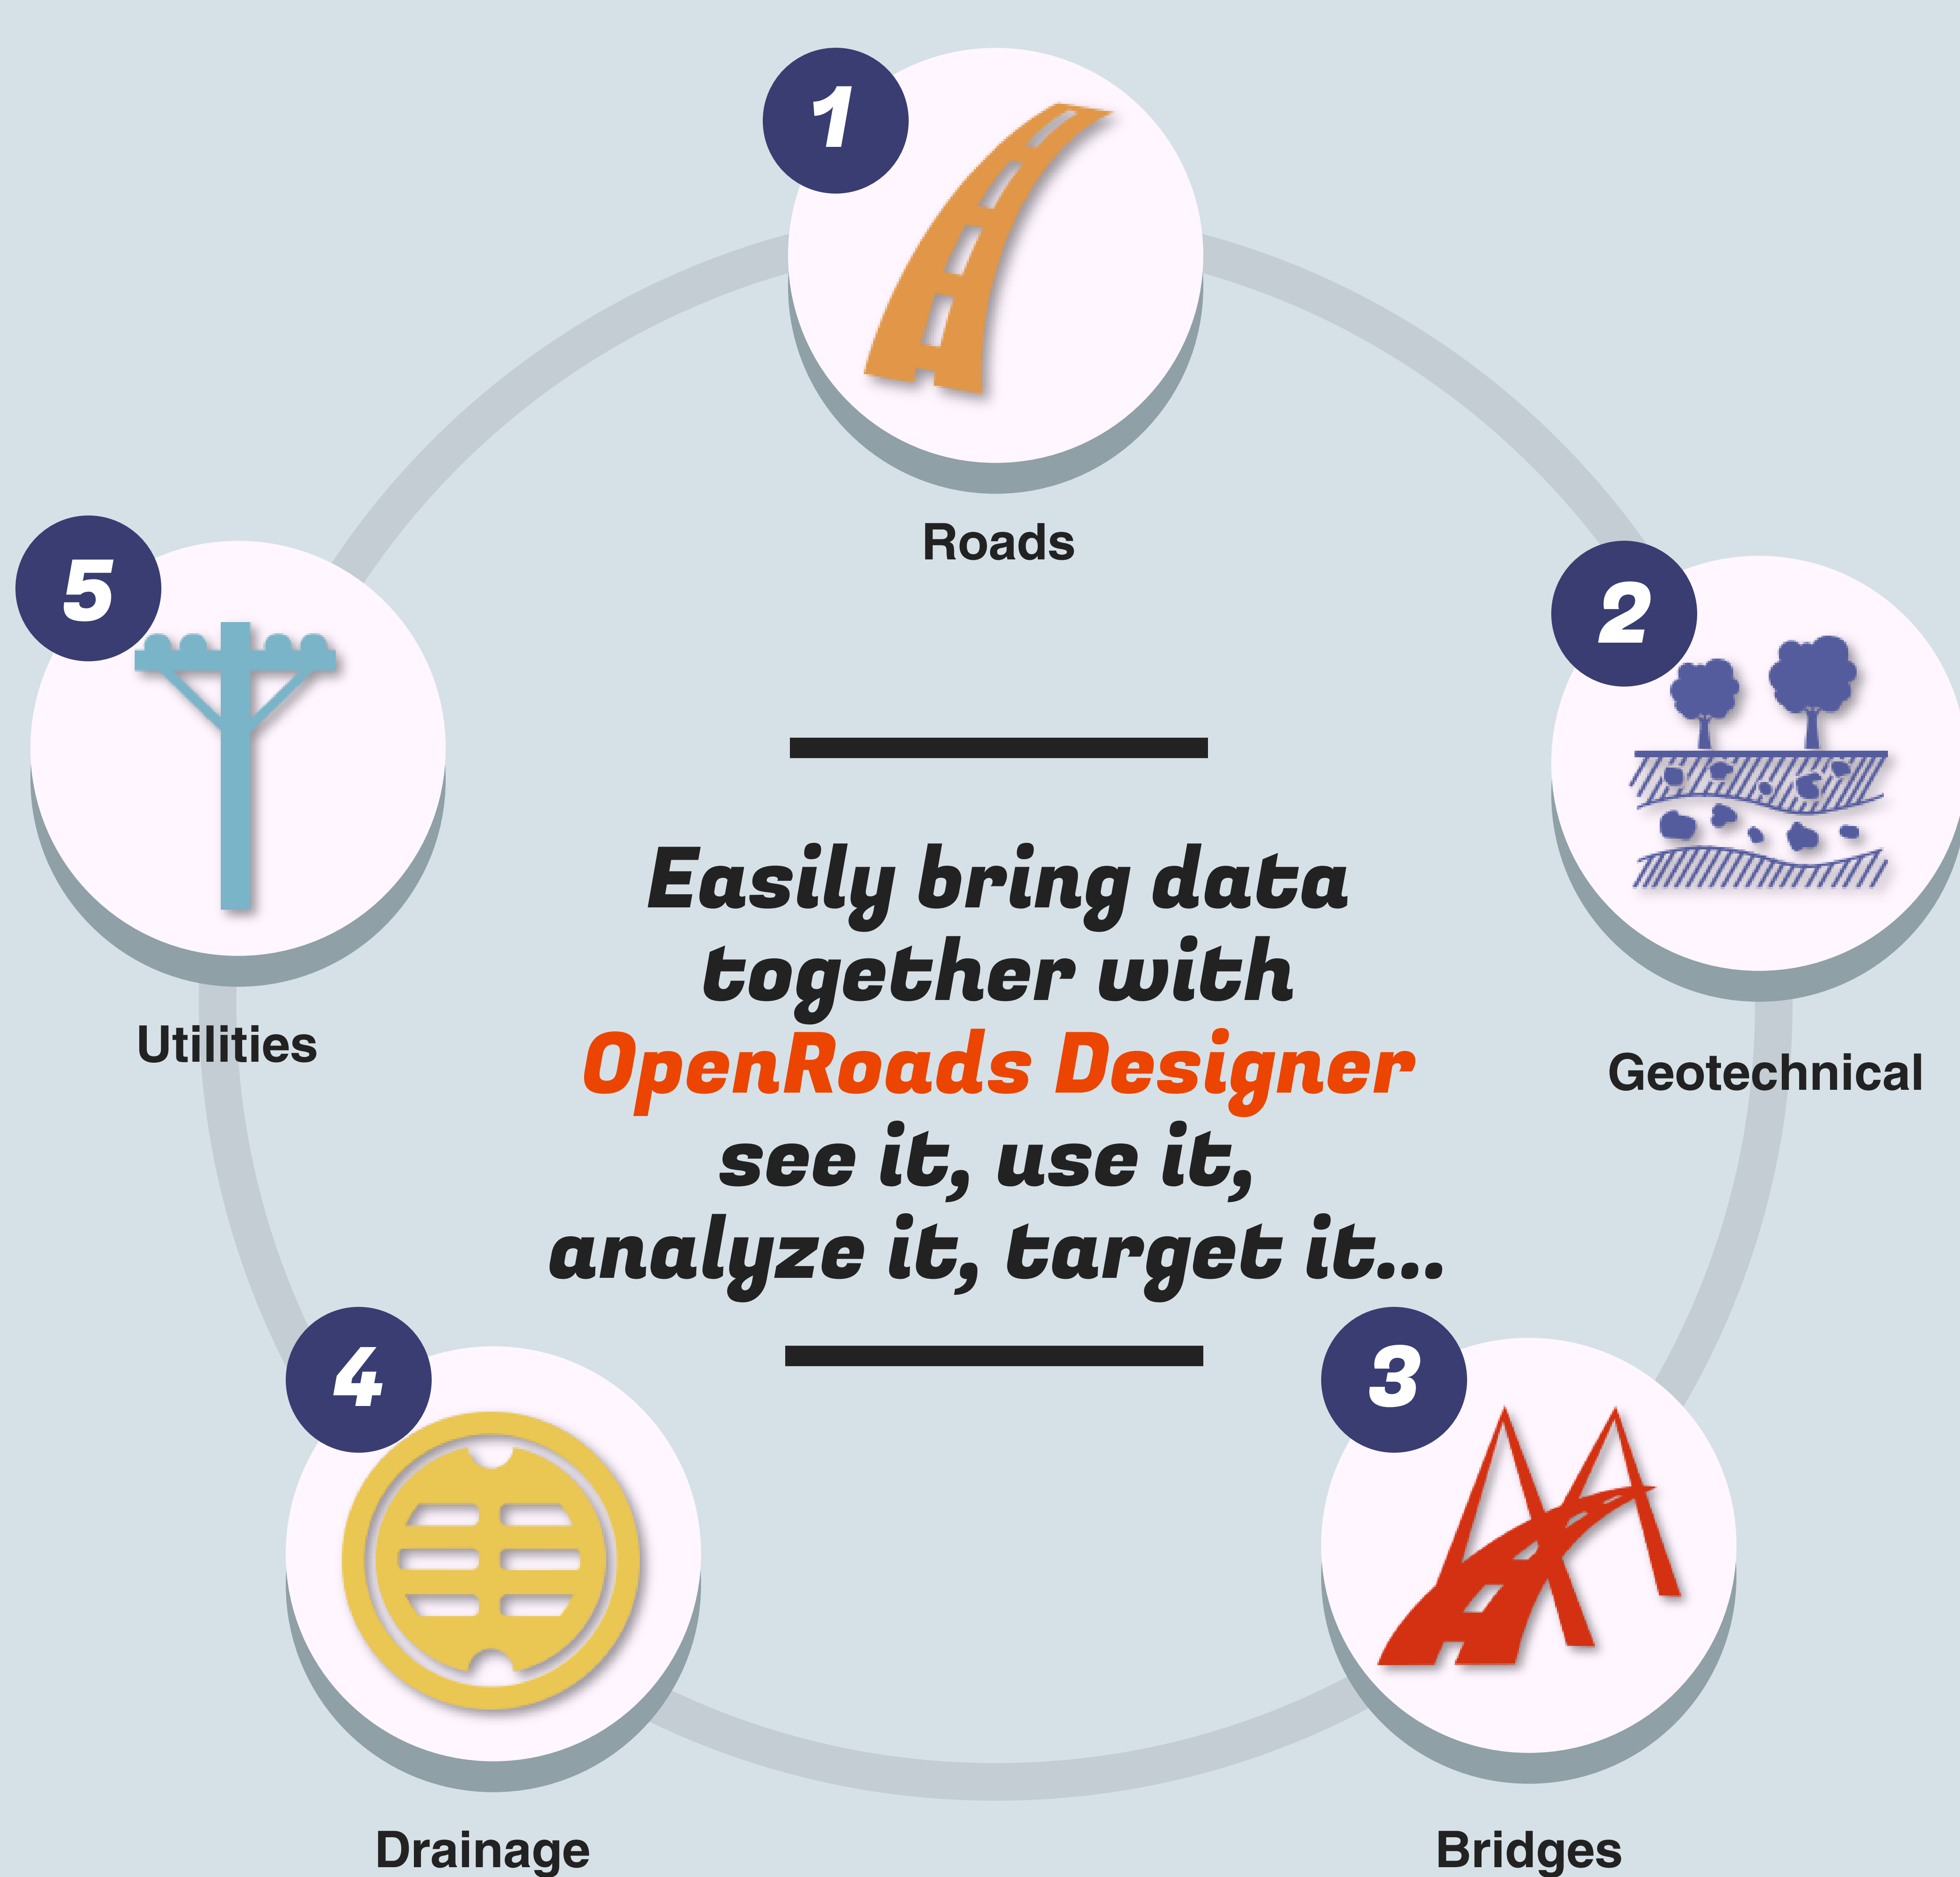 1
Roads
2
Geotechnical
3
Bridges
4
Drainage
5
Utilities
Easily bring data
together with
OpenRoads Designer
see it, use it,
analyze it, target it...